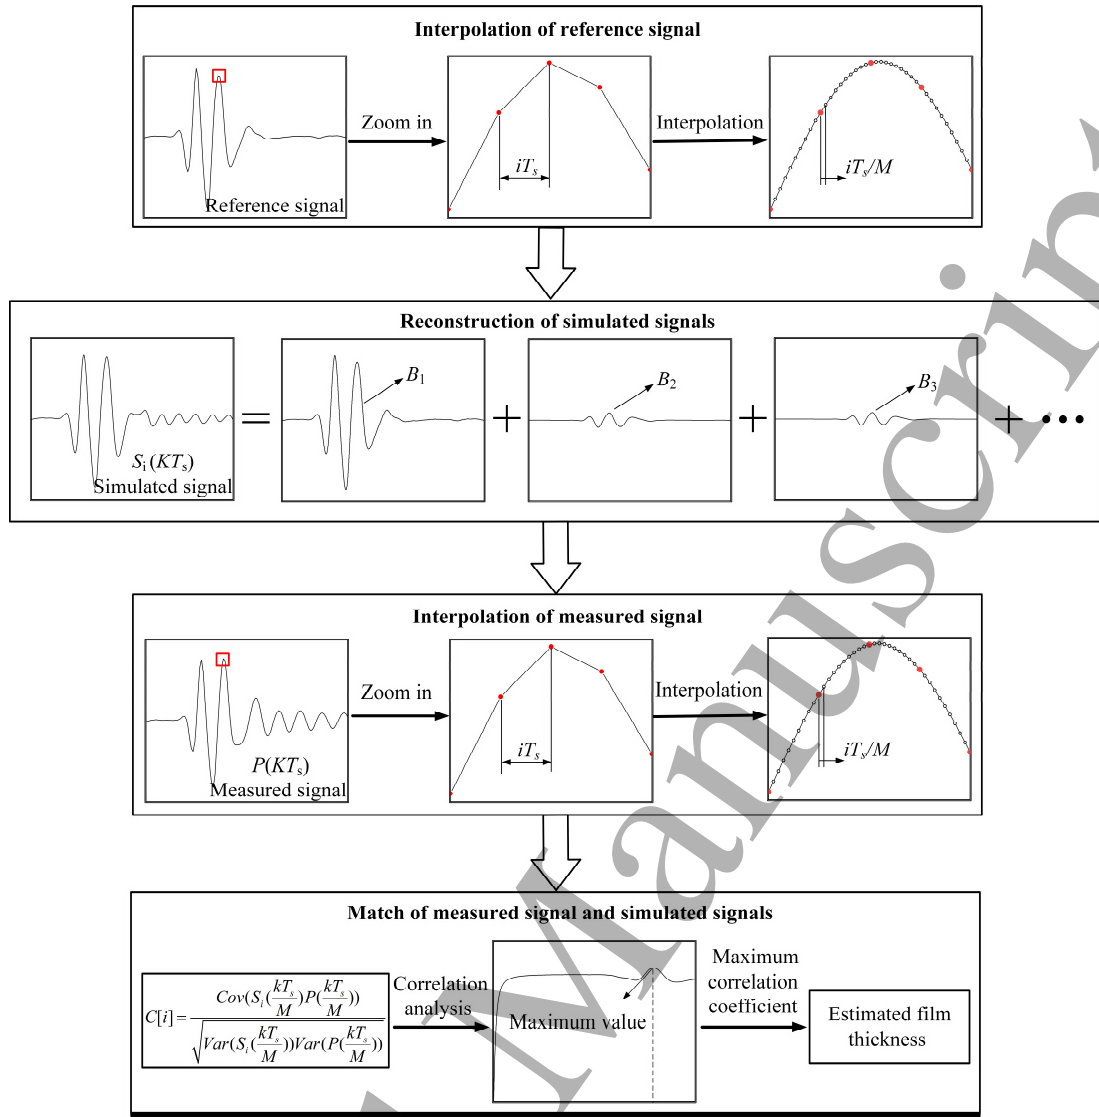 Interpolation of reference signal
Zoom in
Interpolation
iT_s
iT_s/M
Reference signal
Reconstruction of simulated signals
B_1
B_2
B_3
=
+
+
+ •••
S_i(KT_s)
Simulated signal
Interpolation of measured signal
Zoom in
Interpolation
iT_s
iT_s/M
P(KT_s)
Measured signal
Match of measured signal and simulated signals
C[i] = Cov(S_i(kT_s/M)P(kT_s/M)) / √(Var(S_i(kT_s/M))Var(P(kT_s/M)))
Correlation
analysis
Maximum value
Maximum
correlation
coefficient
Estimated film
thickness
Manuscript